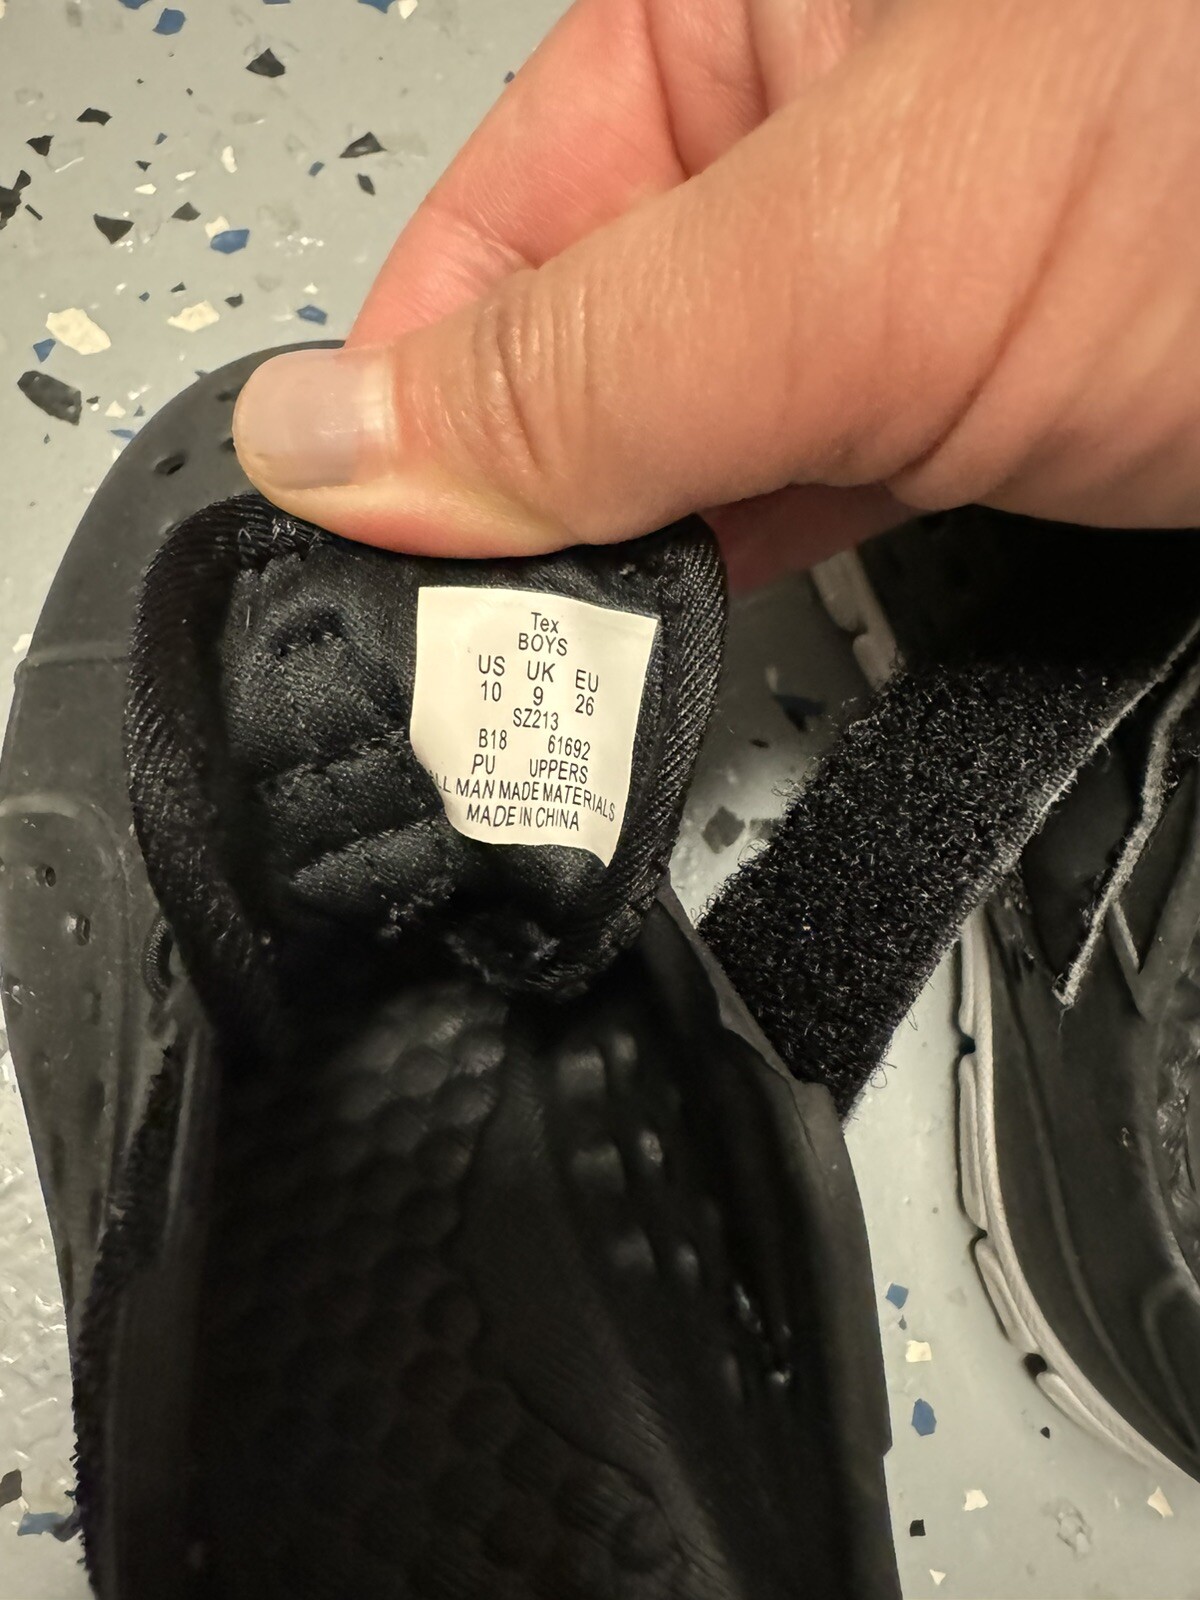 Tex
BOYS
US UK EU
10 9 26
SZ213
B18 61692
PU UPPERS
LL MAN MADE MATERIALS
MADE IN CHINA